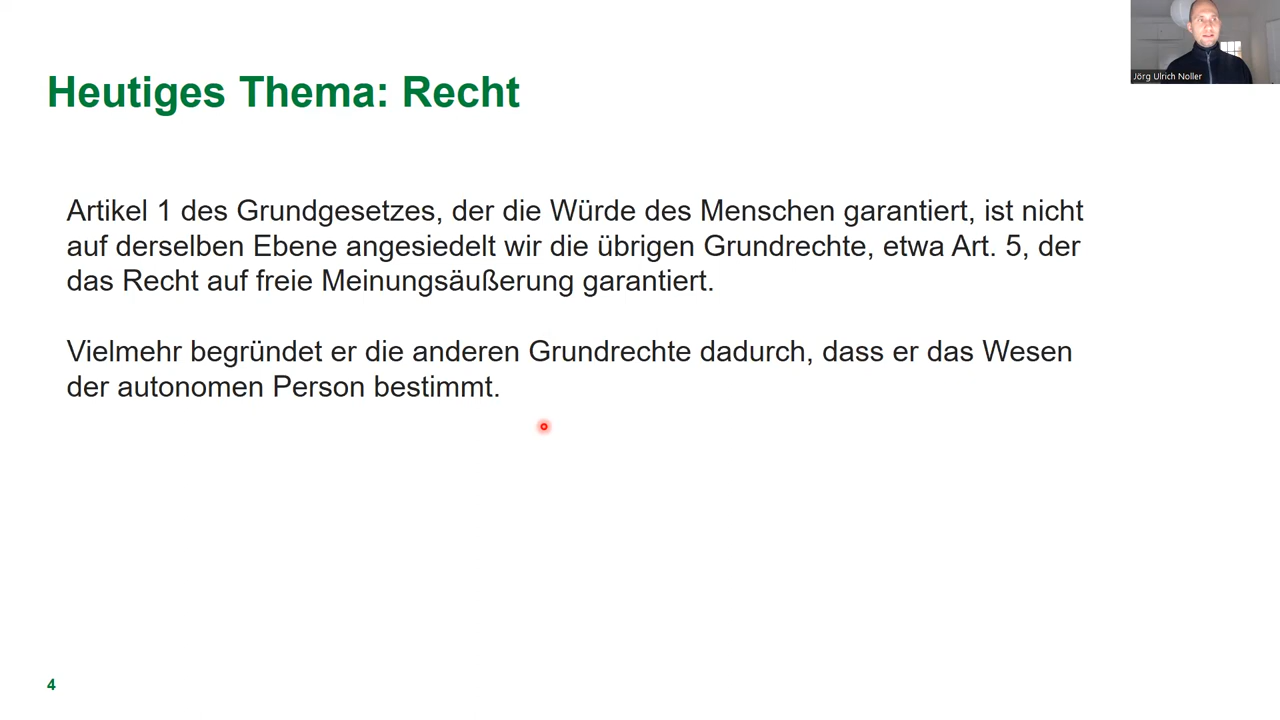 Jörg Ulrich Noller
Heutiges Thema: Recht
Artikel 1 des Grundgesetzes, der die Würde des Menschen garantiert, ist nicht
auf derselben Ebene angesiedelt wir die übrigen Grundrechte, etwa Art. 5, der
das Recht auf freie Meinungsäußerung garantiert.
Vielmehr begründet er die anderen Grundrechte dadurch, dass er das Wesen
der autonomen Person bestimmt.
4